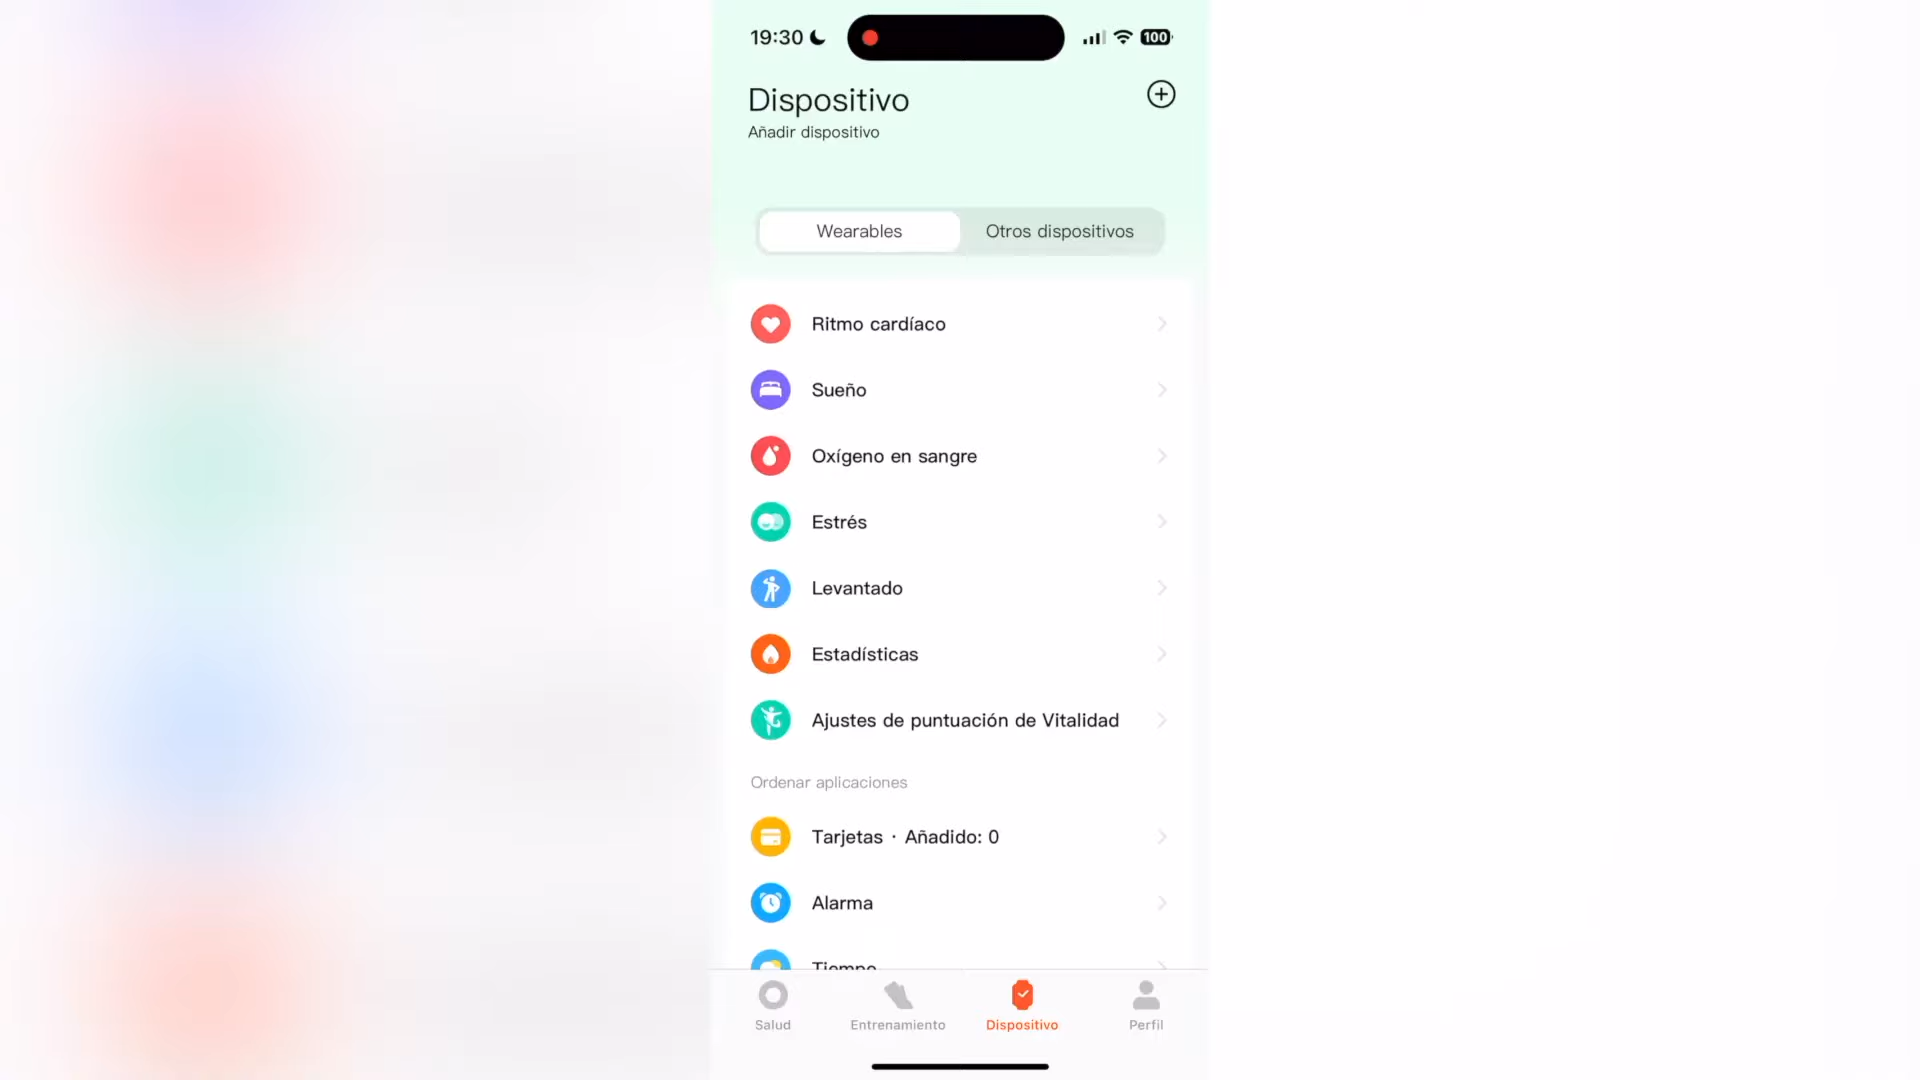 19:30
100
Dispositivo
Añadir dispositivo
Wearables
Otros dispositivos
Ritmo cardíaco
Sueño
Oxígeno en sangre
Estrés
Levantado
Estadísticas
Ajustes de puntuación de Vitalidad
Ordenar aplicaciones
Tarjetas · Añadido: 0
Alarma
Tiempo
Salud
Entrenamiento
Dispositivo
Perfil